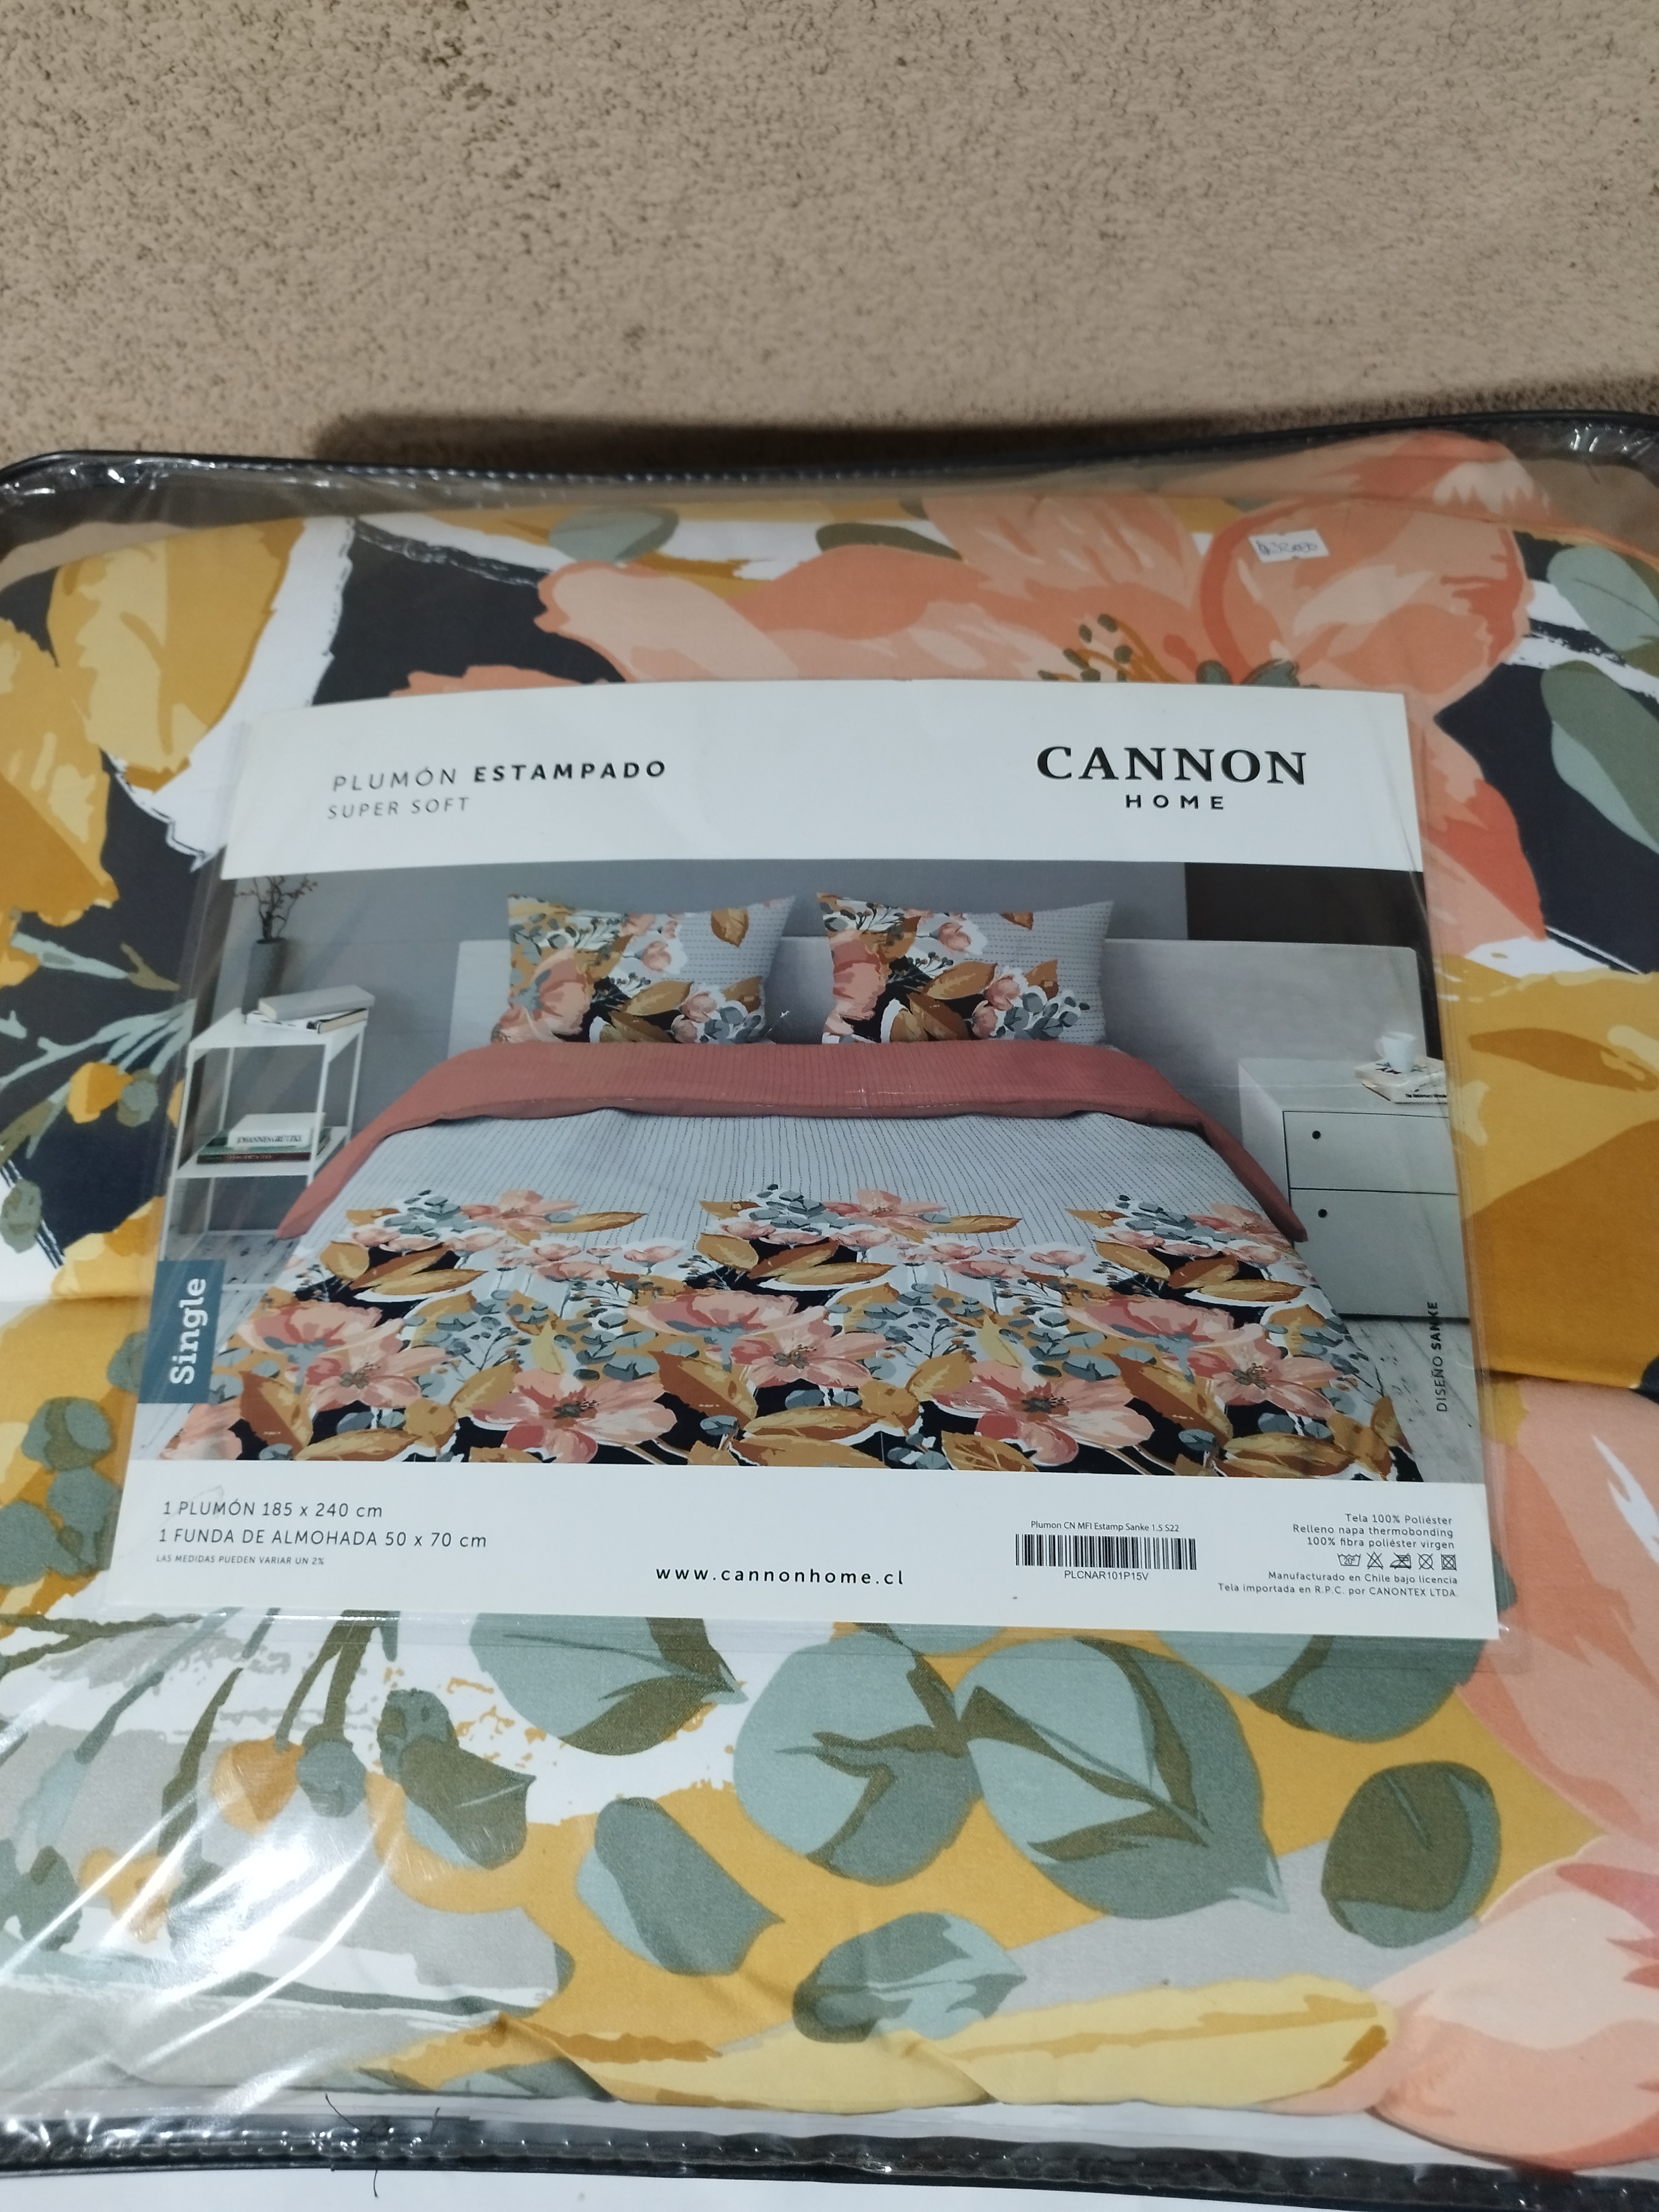 PLUMÓN ESTAMPADO
SUPER SOFT
CANNON
HOME
JOHANNES GRÜTZKE
Single
DISEÑO SANKE
1 PLUMÓN 185 x 240 cm
1 FUNDA DE ALMOHADA 50 x 70 cm
LAS MEDIDAS PUEDEN VARIAR UN 2%
www.cannonhome.cl
Plumon CN MFI Estamp Sanke 1.5 S22
PLCNAR101P15V
Tela 100% Poliéster
Relleno napa thermobonding
100% fibra poliéster virgen
Manufacturado en Chile bajo licencia
Tela importada en R.P.C. por CANONTEX LTDA.